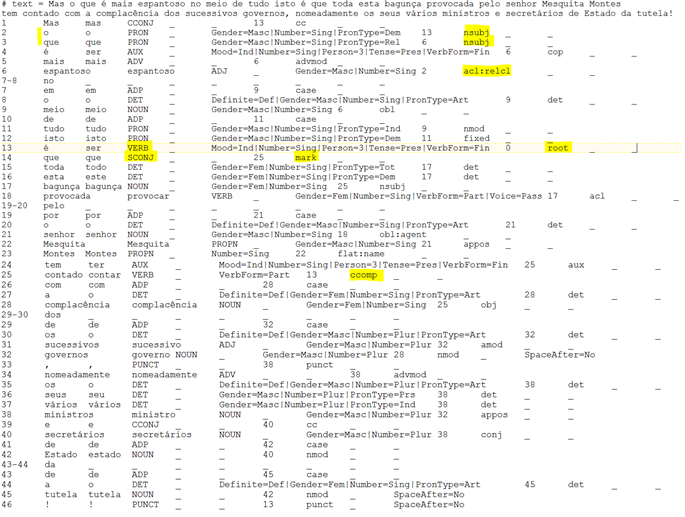 # text = Mas o que é mais espantoso no meio de tudo isto é que toda esta bagunça provocada pelo senhor Mesquita Montes
tem contado com a complacência dos sucessivos governos, nomeadamente os seus vários ministros e secretários de Estado da tutela!
1 Mas mas CCONJ _ _ 13 cc _ _
2 o o PRON _ Gender=Masc|Number=Sing|PronType=Dem 13 nsubj _ _
3 que que PRON _ Gender=Masc|Number=Sing|PronType=Rel 6 nsubj _ _
4 é ser AUX _ Mood=Ind|Number=Sing|Person=3|Tense=Pres|VerbForm=Fin 6 cop _ _
5 mais mais ADV _ _ 6 advmod _ _
6 espantoso espantoso ADJ _ Gender=Masc|Number=Sing 2 acl:relcl _ _
7-8 no _ _ _ _ _ _ _ _
7 em em ADP _ _ 9 case _ _
8 o o DET _ Definite=Def|Gender=Masc|Number=Sing|PronType=Art 9 det _ _
9 meio meio NOUN _ Gender=Masc|Number=Sing 6 obl _ _
10 de de ADP _ _ 11 case _ _
11 tudo tudo PRON _ Gender=Masc|Number=Sing|PronType=Ind 9 nmod _ _
12 isto isto PRON _ Gender=Masc|Number=Sing|PronType=Dem 11 fixed _ _
13 é ser VERB _ Mood=Ind|Number=Sing|Person=3|Tense=Pres|VerbForm=Fin 0 root _ _
14 que que SCONJ _ _ 25 mark _ _
15 toda todo DET _ Gender=Fem|Number=Sing|PronType=Tot 17 det _ _
16 esta este DET _ Gender=Fem|Number=Sing|PronType=Dem 17 det _ _
17 bagunça bagunça NOUN _ Gender=Fem|Number=Sing 25 nsubj _ _
18 provocada provocar VERB _ Gender=Fem|Number=Sing|VerbForm=Part|Voice=Pass 17 acl _ _
19-20 pelo _ _ _ _ _ _ _ _
19 por por ADP _ _ 21 case _ _
20 o o DET _ Definite=Def|Gender=Masc|Number=Sing|PronType=Art 21 det _ _
21 senhor senhor NOUN _ Gender=Masc|Number=Sing 18 obl:agent _ _
22 Mesquita Mesquita PROPN _ Gender=Masc|Number=Sing 21 appos _ _
23 Montes Montes PROPN _ Number=Sing 22 flat:name _ _
24 tem ter AUX _ Mood=Ind|Number=Sing|Person=3|Tense=Pres|VerbForm=Fin 25 aux _ _
25 contado contar VERB _ VerbForm=Part 13 ccomp _ _
26 com com ADP _ _ 28 case _ _
27 a o DET _ Definite=Def|Gender=Fem|Number=Sing|PronType=Art 28 det _ _
28 complacência complacência NOUN _ Gender=Fem|Number=Sing 25 obj _ _
29-30 dos _ _ _ _ _ _ _ _
29 de de ADP _ _ 32 case _ _
30 os o DET _ Definite=Def|Gender=Masc|Number=Plur|PronType=Art 32 det _ _
31 sucessivos sucessivo ADJ _ Gender=Masc|Number=Plur 32 amod _ _
32 governos governo NOUN _ Gender=Masc|Number=Plur 28 nmod _ SpaceAfter=No
33 , , PUNCT _ _ 38 punct _ _
34 nomeadamente nomeadamente ADV _ _ 38 advmod _ _
35 os o DET _ Definite=Def|Gender=Masc|Number=Plur|PronType=Art 38 det _ _
36 seus seu DET _ Gender=Masc|Number=Plur|PronType=Prs 38 det _ _
37 vários vários DET _ Gender=Masc|Number=Plur|PronType=Ind 38 det _ _
38 ministros ministro NOUN _ Gender=Masc|Number=Plur 32 appos _ _
39 e e CCONJ _ _ 40 cc _ _
40 secretários secretários NOUN _ Gender=Masc|Number=Plur 38 conj _ _
41 de de ADP _ _ 42 case _ _
42 Estado estado NOUN _ _ 40 nmod _ _
43-44 da _ _ _ _ _ _ _ _
43 de de ADP _ _ 45 case _ _
44 a o DET _ Definite=Def|Gender=Fem|Number=Sing|PronType=Art 45 det _ _
45 tutela tutela NOUN _ _ 42 nmod _ SpaceAfter=No
46 ! ! PUNCT _ _ 13 punct _ SpaceAfter=No